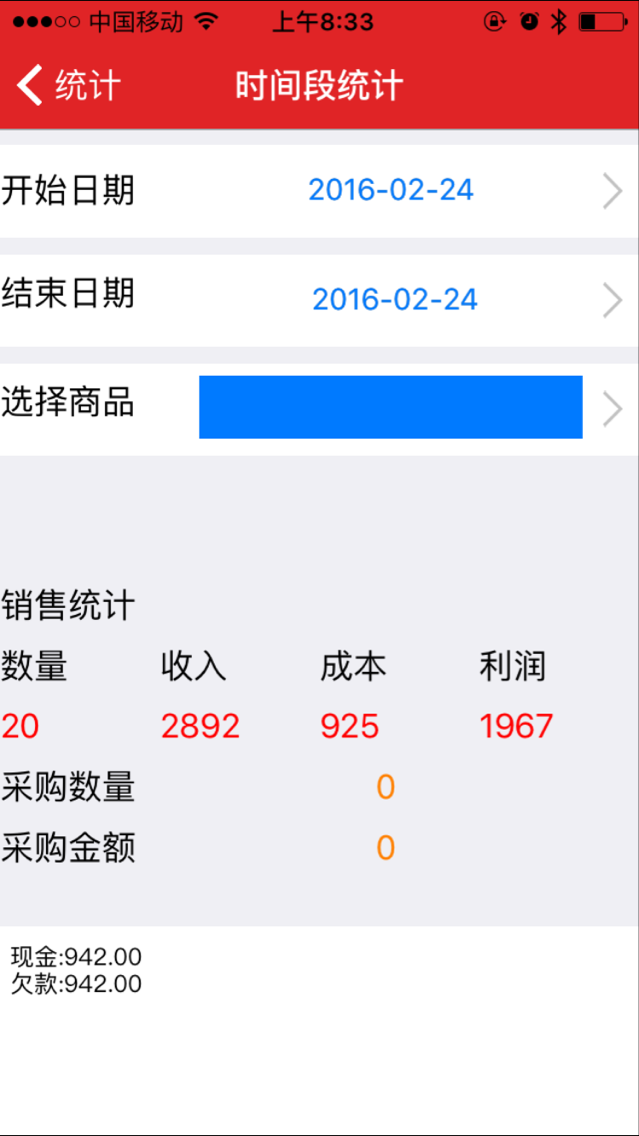 中国移动 上午8:33
统计 时间段统计
开始日期 2016-02-24
结束日期 2016-02-24
选择商品
销售统计
数量 收入 成本 利润
20 2892 925 1967
采购数量 0
采购金额 0
现金:942.00
欠款:942.00